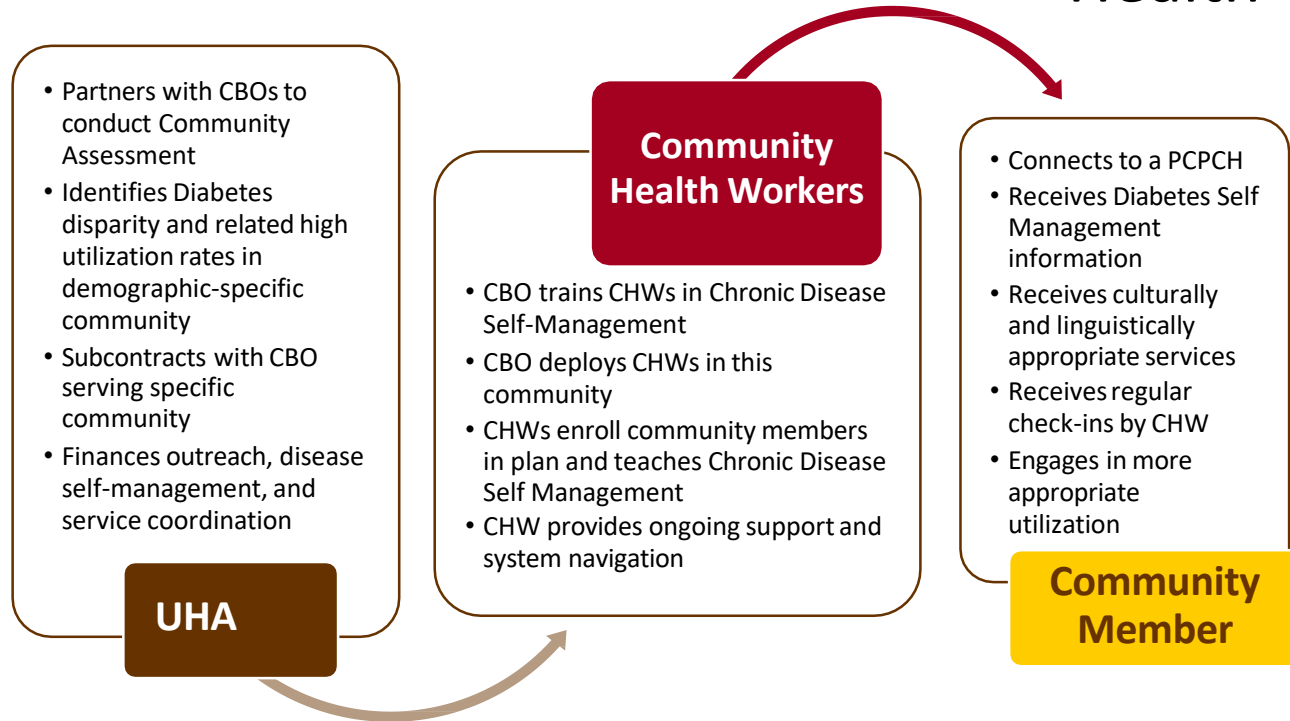 • Partners with CBOs to
conduct Community
Assessment
• Identifies Diabetes
disparity and related high
utilization rates in
demographic-specific
community
• Subcontracts with CBO
serving specific
community
• Finances outreach, disease
self-management, and
service coordination
UHA
Community
Health Workers
• CBO trains CHWs in Chronic Disease
Self-Management
• CBO deploys CHWs in this
community
• CHWs enroll community members
in plan and teaches Chronic Disease
Self Management
• CHW provides ongoing support and
system navigation
• Connects to a PCPCH
• Receives Diabetes Self
Management
information
• Receives culturally
and linguistically
appropriate services
• Receives regular
check-ins by CHW
• Engages in more
appropriate
utilization
Community
Member